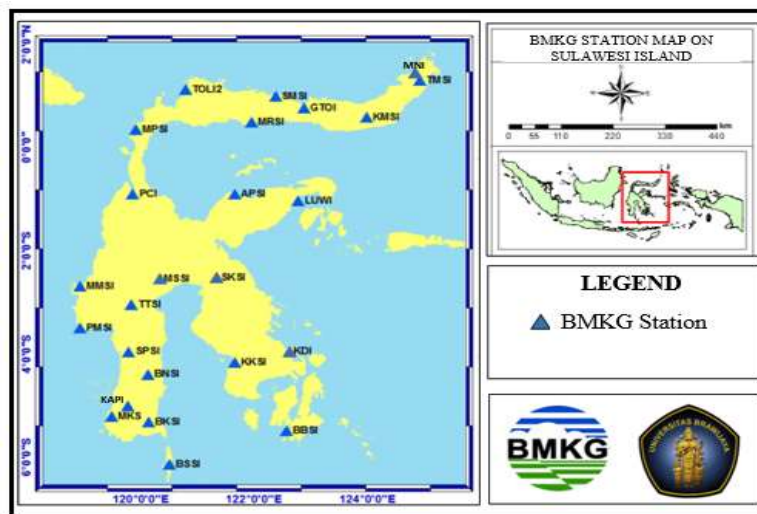 BMKG STATION MAP ON
SULAWESI ISLAND
0 55 110 220 330 440 km
2°0'0"N
0°0'0"
2°0'0"S
4°0'0"S
6°0'0"S
MNI
TMSI
TOLI2
SMSI
GTOI
KMSI
MRSI
MPSI
PCI
APSI
LUWI
MSSI
SKSI
MMSI
TTSI
PMSI
SPSI
KDI
KKSI
BNSI
KAPI
MKS
BKSI
BBSI
BSSI
120°0'0"E 122°0'0"E 124°0'0"E
LEGEND
BMKG Station
BMKG
UNIVERSITAS BRAWIJAYA